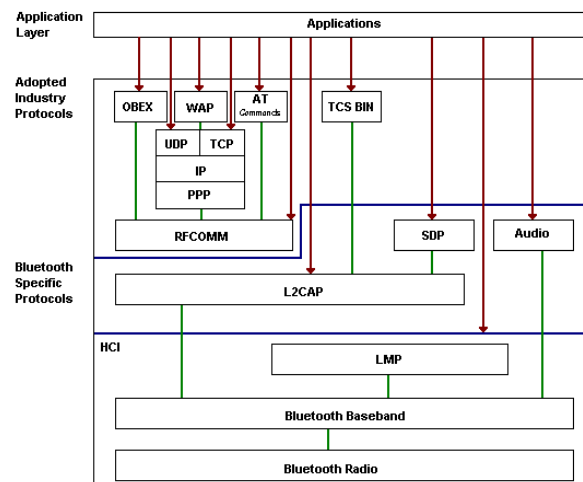 Application
Layer
Applications
Adopted
Industry
Protocols
OBEX
WAP
AT
Commands
TCS BIN
UDP
TCP
IP
PPP
RFCOMM
SDP
Audio
Bluetooth
Specific
Protocols
L2CAP
HCI
LMP
Bluetooth Baseband
Bluetooth Radio